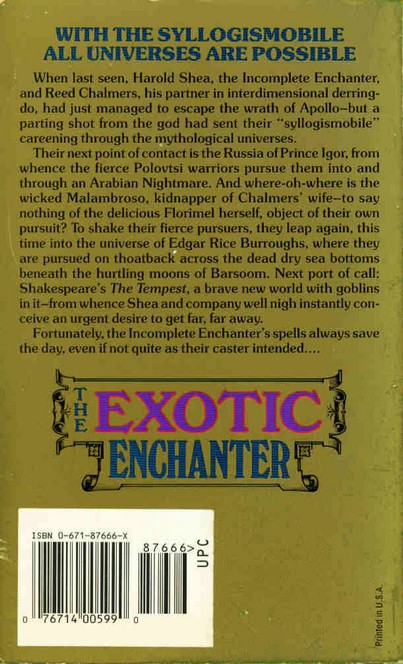 WITH THE SYLLOGISMOBILE
ALL UNIVERSES ARE POSSIBLE
When last seen, Harold Shea, the Incomplete Enchanter,
and Reed Chalmers, his partner in interdimensional derring-
do, had just managed to escape the wrath of Apollo—but a
parting shot from the god had sent their "syllogismobile"
careening through the mythological universes.
Their next point of contact is the Russia of Prince Igor, from
whence the fierce Polovtsi warriors pursue them into and
through an Arabian Nightmare. And where-oh-where is the
wicked Malambroso, kidnapper of Chalmers' wife—to say
nothing of the delicious Florimel herself, object of their own
pursuit? To shake their fierce pursuers, they leap again, this
time into the universe of Edgar Rice Burroughs, where they
are pursued on thoatback across the dead dry sea bottoms
beneath the hurtling moons of Barsoom. Next port of call:
Shakespeare's The Tempest, a brave new world with goblins
in it—from whence Shea and company well nigh instantly con-
ceive an urgent desire to get far, far away.
Fortunately, the Incomplete Enchanter's spells always save
the day, even if not quite as their caster intended....
THE EXOTIC
ENCHANTER
ISBN 0-671-87666-X
87666>
UPC
0 76714 00599 0
Printed in U.S.A.